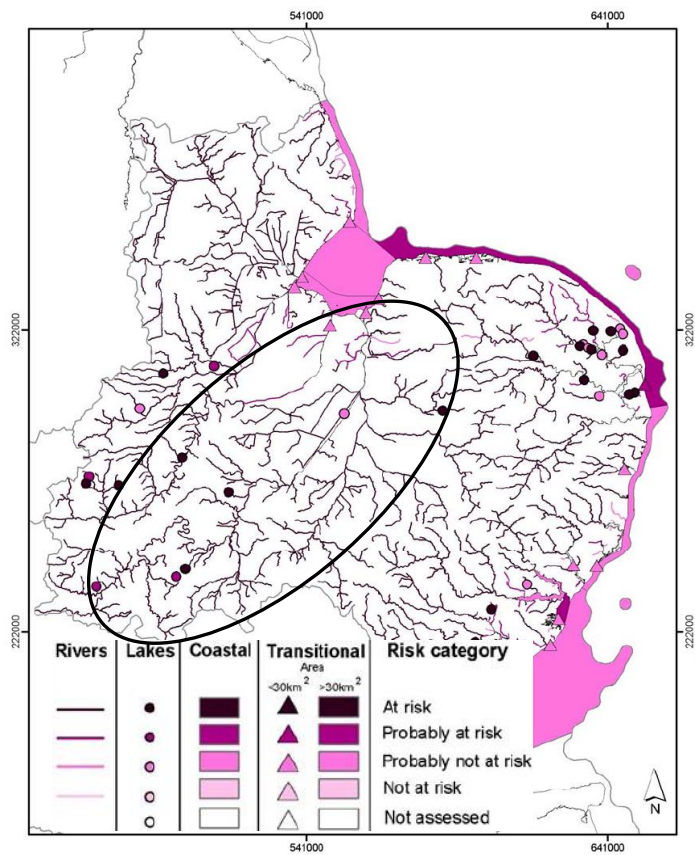 541000 641000
322000 322000
222000 222000
Rivers Lakes Coastal Transitional Risk category
Area
<30km2 >30km2
At risk
Probably at risk
Probably not at risk
Not at risk
Not assessed
N
541000 641000